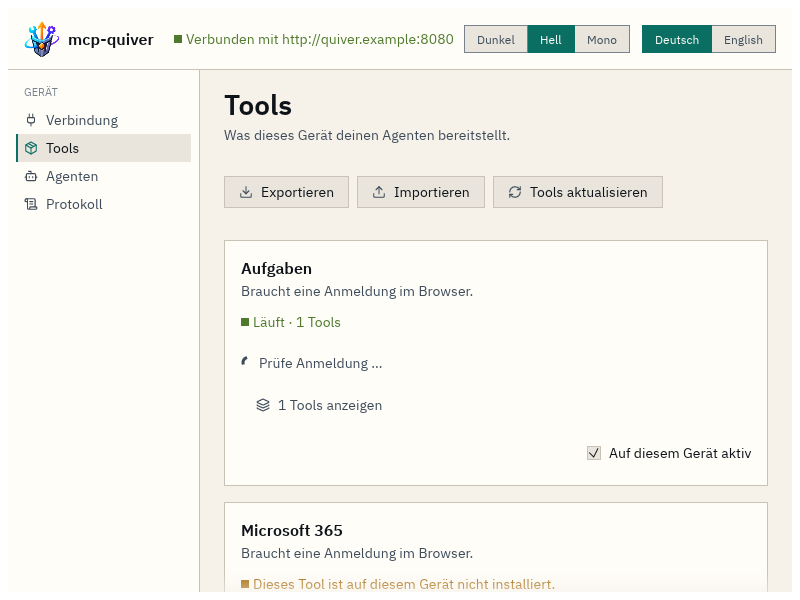 mcp-quiver
Verbunden mit http://quiver.example:8080
Dunkel
Hell
Mono
Deutsch
English
GERÄT
Verbindung
Tools
Agenten
Protokoll
Tools
Was dieses Gerät deinen Agenten bereitstellt.
Exportieren
Importieren
Tools aktualisieren
Aufgaben
Braucht eine Anmeldung im Browser.
Läuft · 1 Tools
Prüfe Anmeldung ...
1 Tools anzeigen
Auf diesem Gerät aktiv
Microsoft 365
Braucht eine Anmeldung im Browser.
Dieses Tool ist auf diesem Gerät nicht installiert.